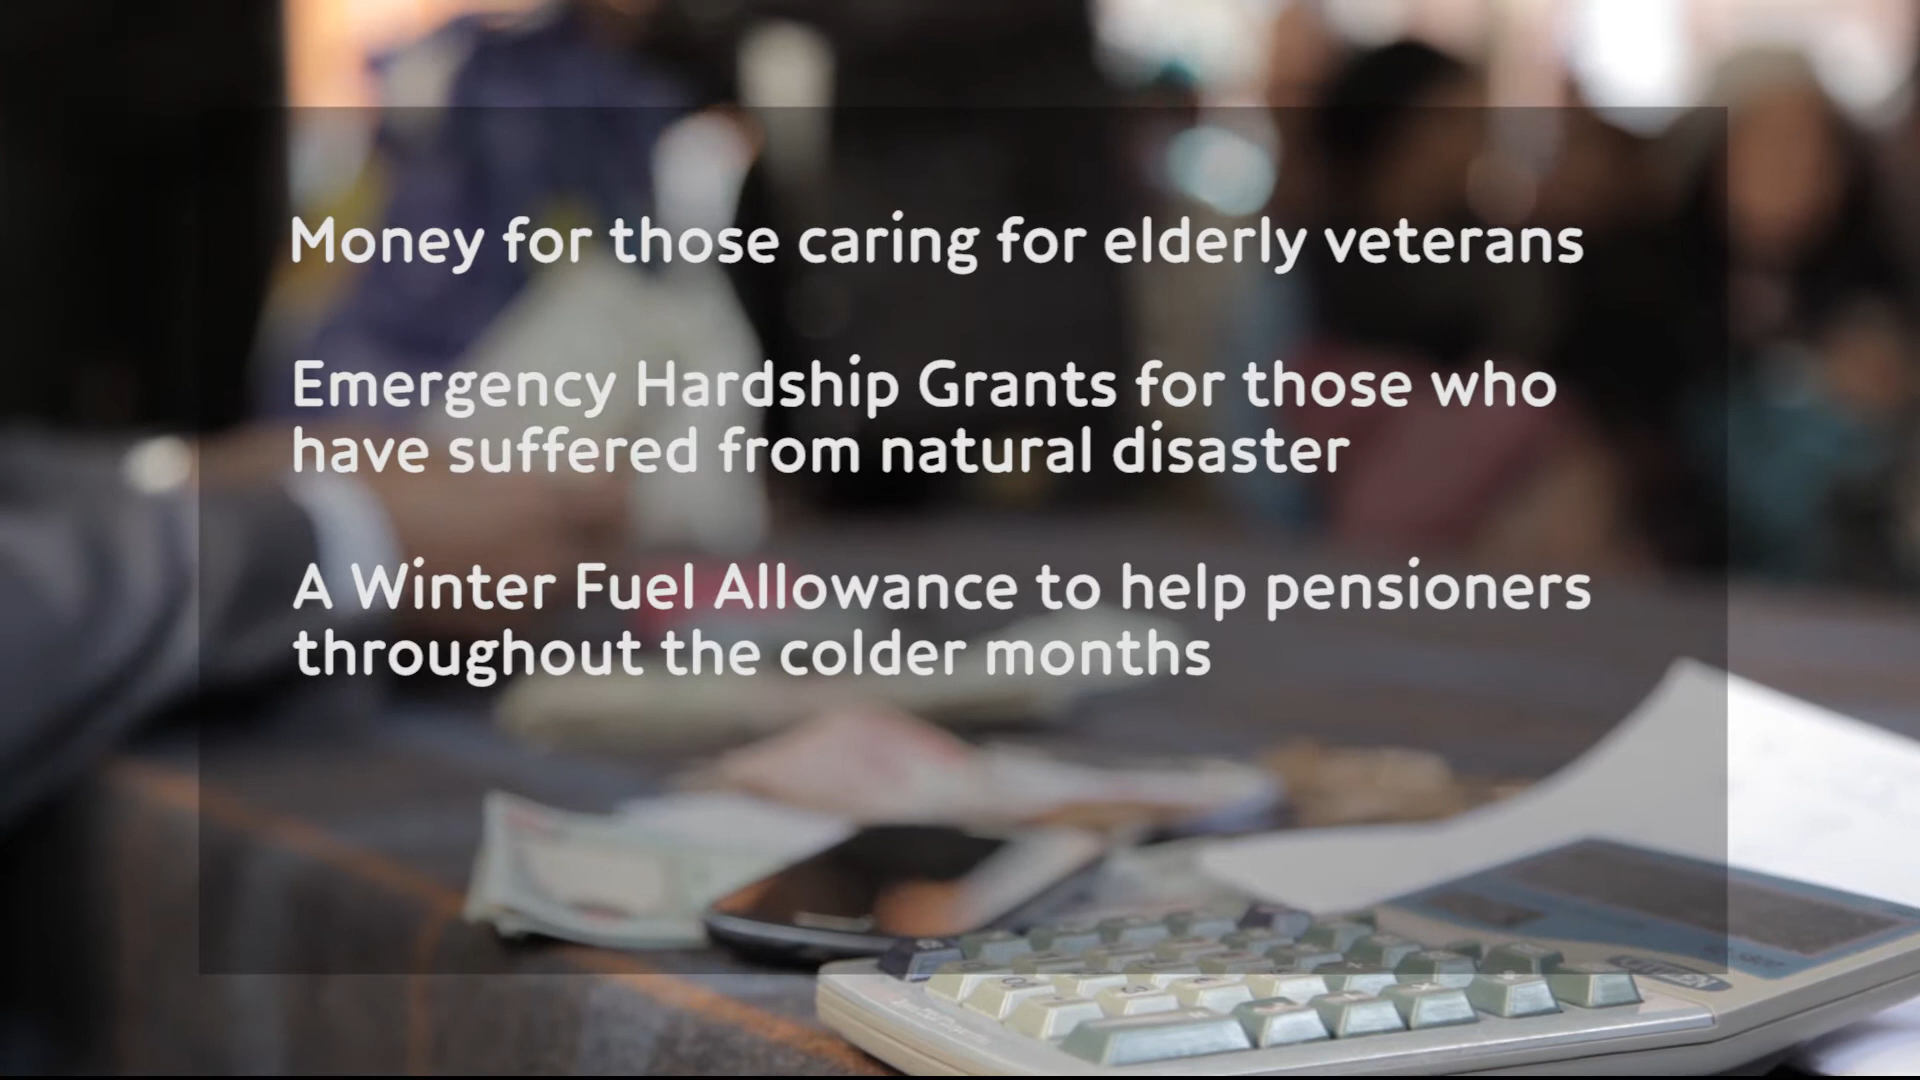 Money for those caring for elderly veterans
Emergency Hardship Grants for those who
have suffered from natural disaster
A Winter Fuel Allowance to help pensioners
throughout the colder months
CITIZEN